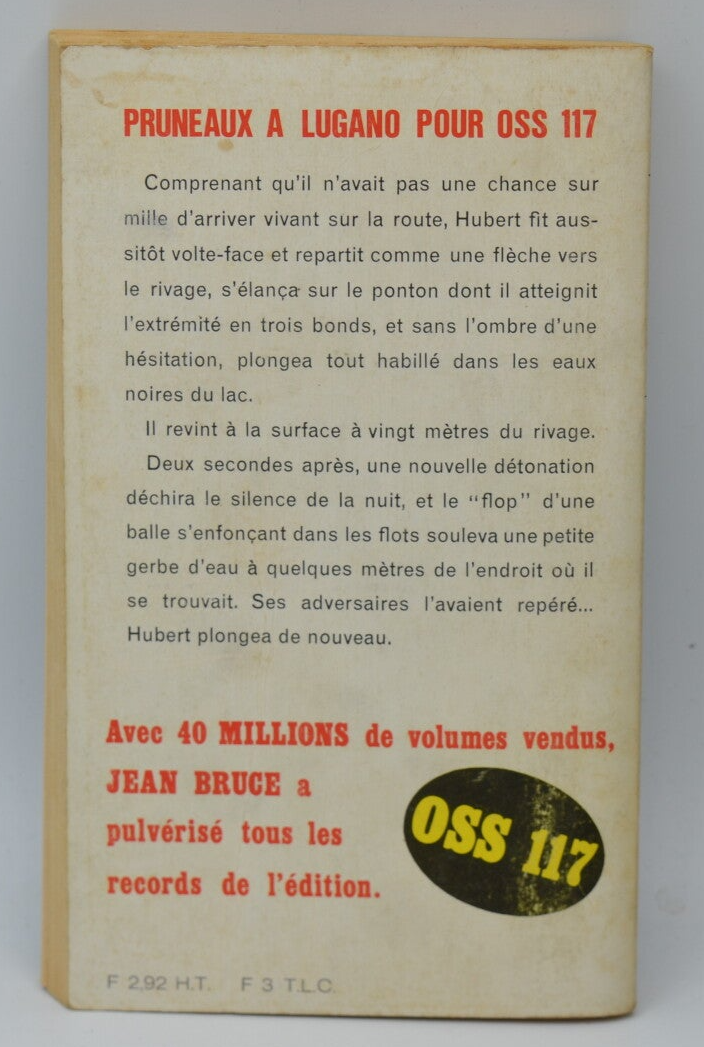 PRUNEAUX A LUGANO POUR OSS 117
Comprenant qu'il n'avait pas une chance sur
mille d'arriver vivant sur la route, Hubert fit aus-
sitôt volte-face et repartit comme une flèche vers
le rivage, s'élança sur le ponton dont il atteignit
l'extrémité en trois bonds, et sans l'ombre d'une
hésitation, plongea tout habillé dans les eaux
noires du lac.
Il revint à la surface à vingt mètres du rivage.
Deux secondes après, une nouvelle détonation
déchira le silence de la nuit, et le "flop" d'une
balle s'enfonçant dans les flots souleva une petite
gerbe d'eau à quelques mètres de l'endroit où il
se trouvait. Ses adversaires l'avaient repéré...
Hubert plongea de nouveau.
Avec 40 MILLIONS de volumes vendus,
JEAN BRUCE a
pulvérisé tous les
records de l'édition.
OSS 117
F 2,92 H.T. F 3 T.L.C.